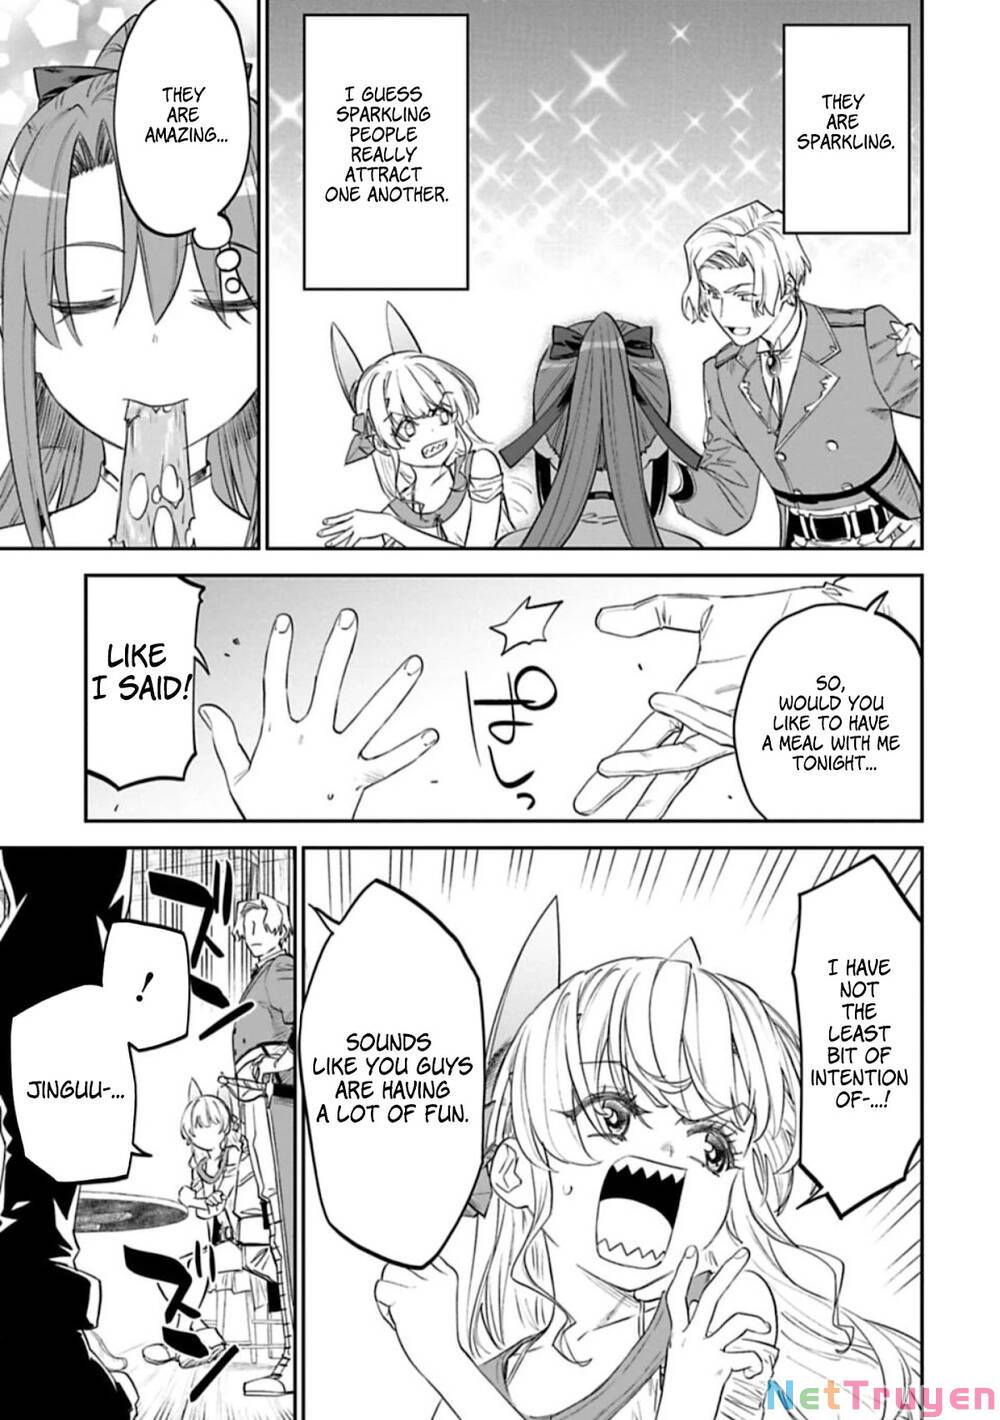 THEY
ARE
SPARKLING.
I GUESS
SPARKLING
PEOPLE
REALLY
ATTRACT
ONE ANOTHER.
THEY
ARE
AMAZING...
SO,
WOULD YOU
LIKE TO HAVE
A MEAL WITH ME
TONIGHT...
LIKE
I SAID!
I HAVE
NOT
THE
LEAST
BIT OF
INTENTION
OF-...!
SOUNDS
LIKE YOU GUYS
ARE HAVING
A LOT OF FUN.
ズ
ズ
!
JINGUU-...
NetTruyen